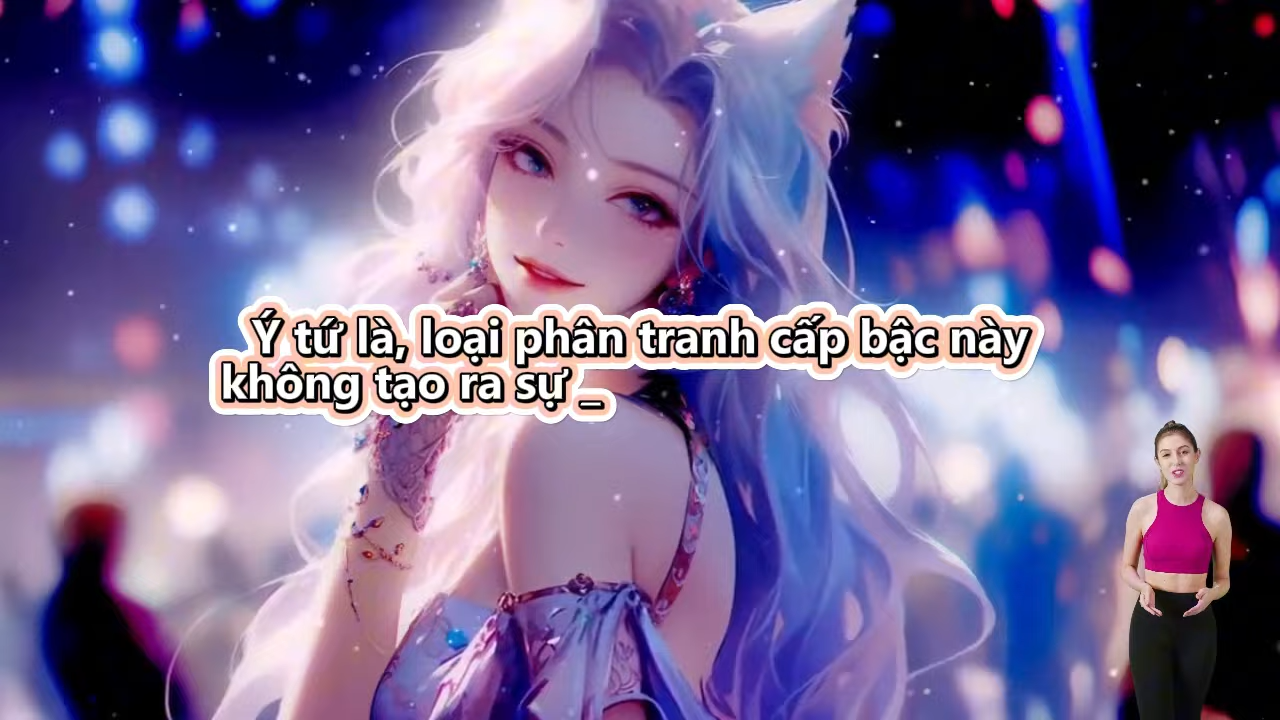 Ý tứ là, loại phân tranh cấp bậc này
không tạo ra sự _